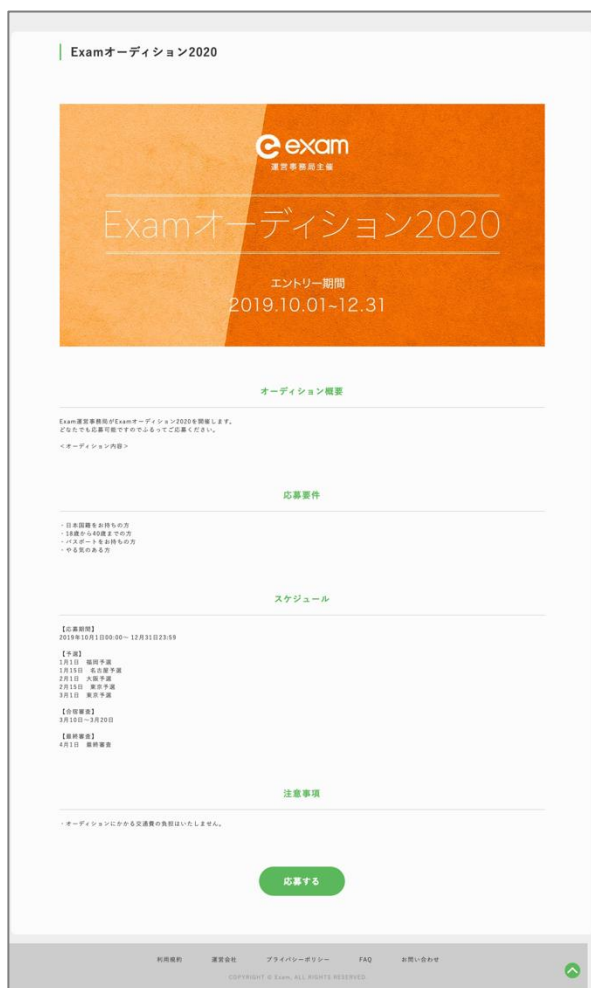 Examオーディション2020
exam
運営事務局主催
Examオーディション2020
エントリー期間
2019.10.01~12.31
オーディション概要
Exam運営事務局がExamオーディション2020を開催します。
どなたでも応募可能ですのでふるってご応募ください。
<オーディション内容>
応募要件
・日本国籍をお持ちの方
・18歳から40歳までの方
・パスポートをお持ちの方
・やる気のある方
スケジュール
【応募期間】
2019年10月1日00:00～ 12月31日23:59
【予選】
1月1日　福岡予選
1月15日　名古屋予選
2月1日　大阪予選
2月15日　東京予選
3月1日　東京予選
【合宿審査】
3月10日～3月20日
【最終審査】
4月1日　最終審査
注意事項
・オーディションにかかる交通費の負担はいたしません。
応募する
利用規約 運営会社 プライバシーポリシー FAQ お問い合わせ
COPYRIGHT © Exam, ALL RIGHTS RESERVED.